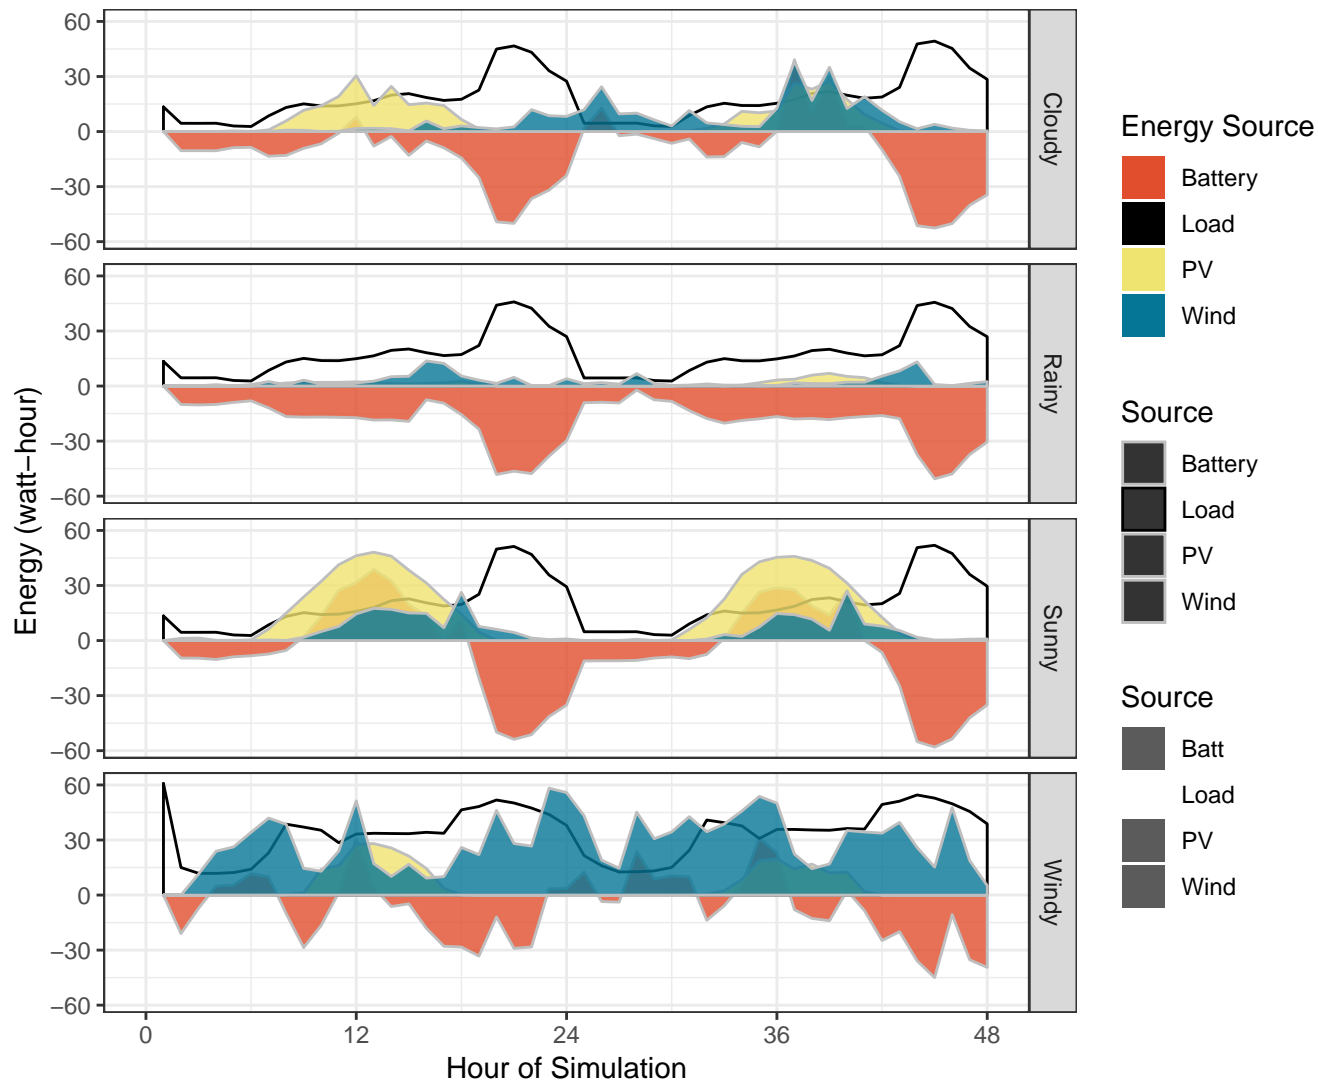 60
30
0
−30
−60
Cloudy
60
30
0
−30
−60
Rainy
60
30
0
−30
−60
Sunny
60
30
0
−30
−60
Windy
0 12 24 36 48
Hour of Simulation
Energy (watt−hour)
Energy Source
Battery
Load
PV
Wind
Source
Battery
Load
PV
Wind
Source
Batt
Load
PV
Wind